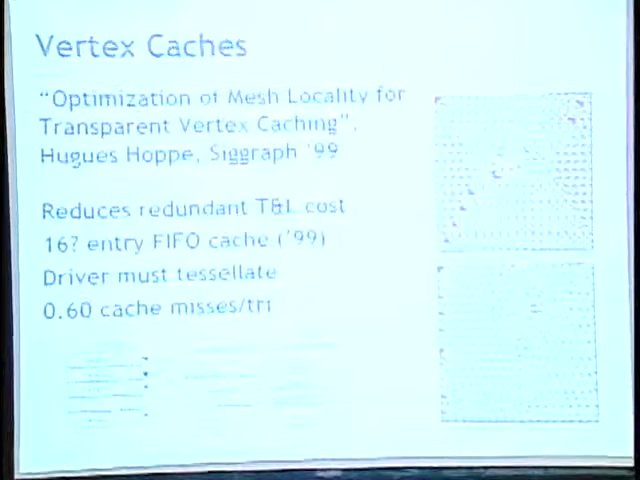 Vertex Caches
"Optimization of Mesh Locality for
Transparent Vertex Caching",
Hugues Hoppe, Siggraph '99
Reduces redundant T&L cost
16? entry FIFO cache ('99)
Driver must tessellate
0.60 cache misses/tri